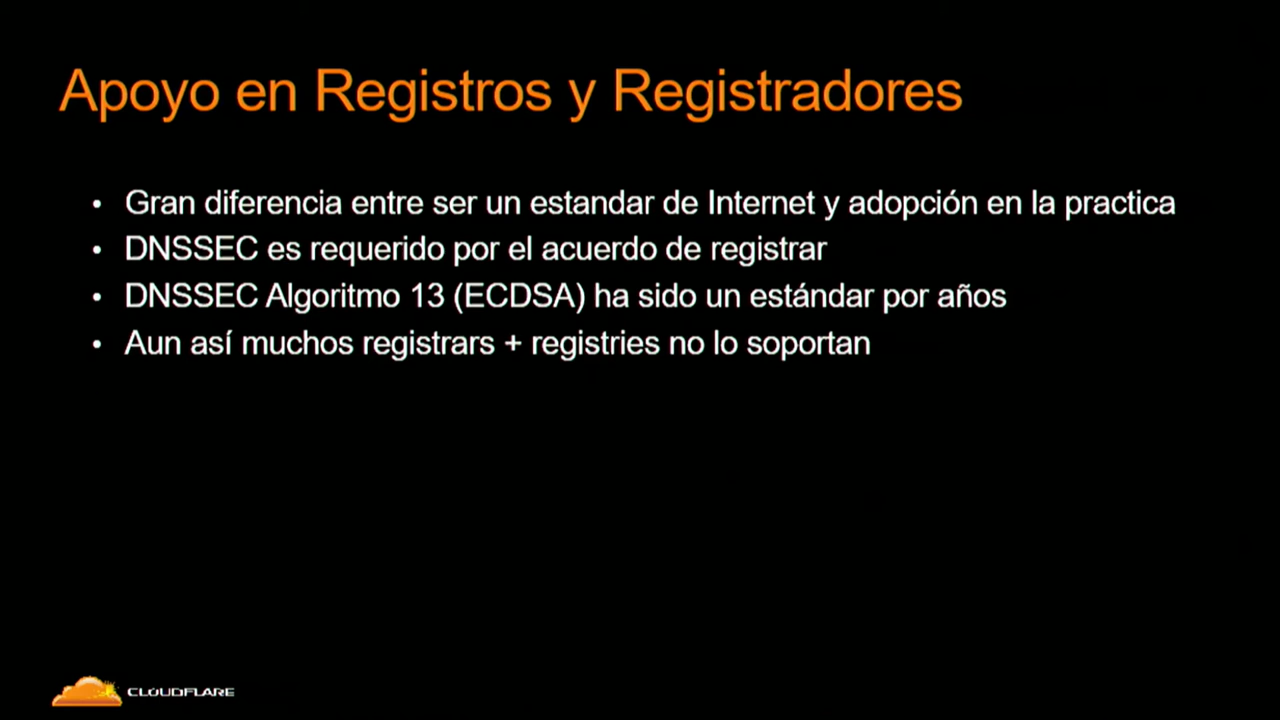 Apoyo en Registros y Registradores
• Gran diferencia entre ser un estandar de Internet y adopción en la practica
• DNSSEC es requerido por el acuerdo de registrar
• DNSSEC Algoritmo 13 (ECDSA) ha sido un estándar por años
• Aun así muchos registrars + registries no lo soportan
CLOUDFLARE